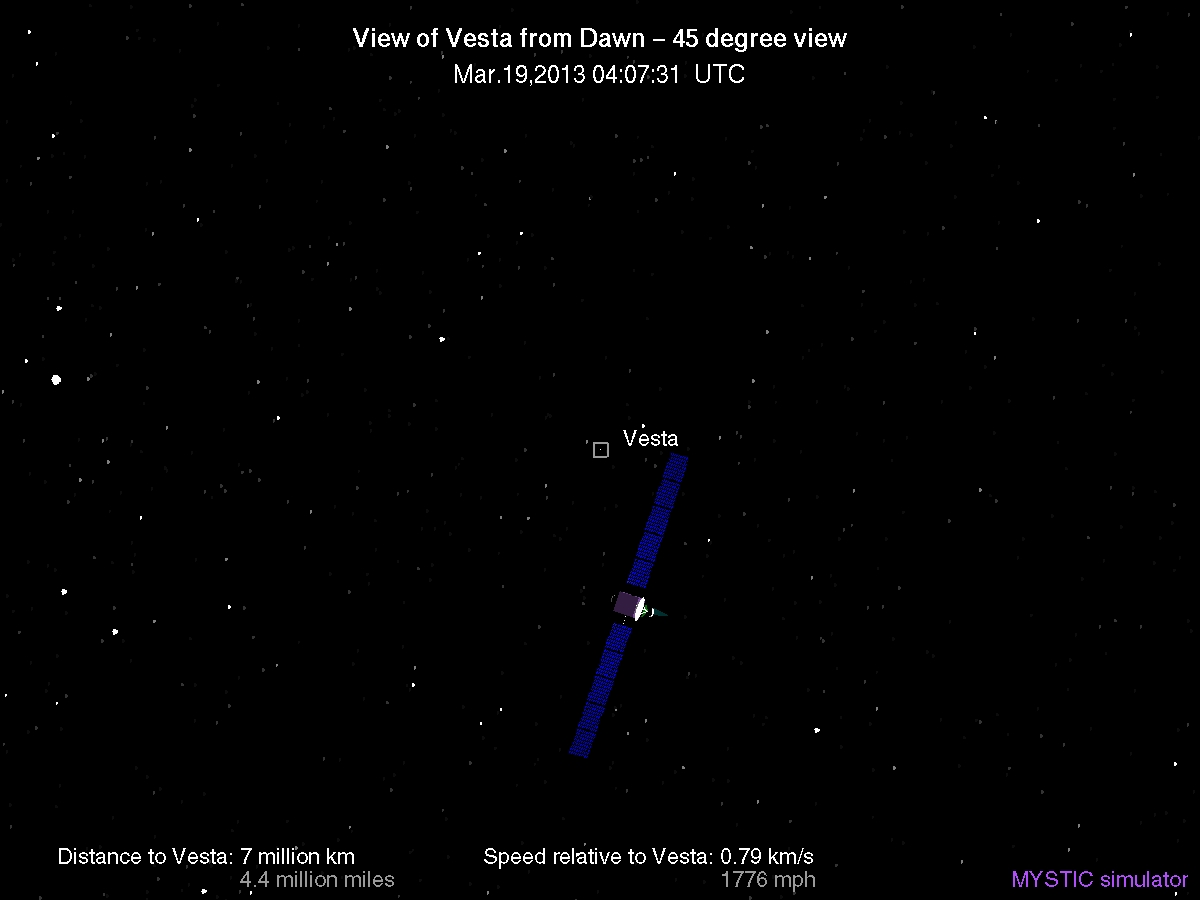 View of Vesta from Dawn – 45 degree view
Mar.19,2013 04:07:31 UTC
Vesta
Distance to Vesta: 7 million km
4.4 million miles
Speed relative to Vesta: 0.79 km/s
1776 mph
MYSTIC simulator